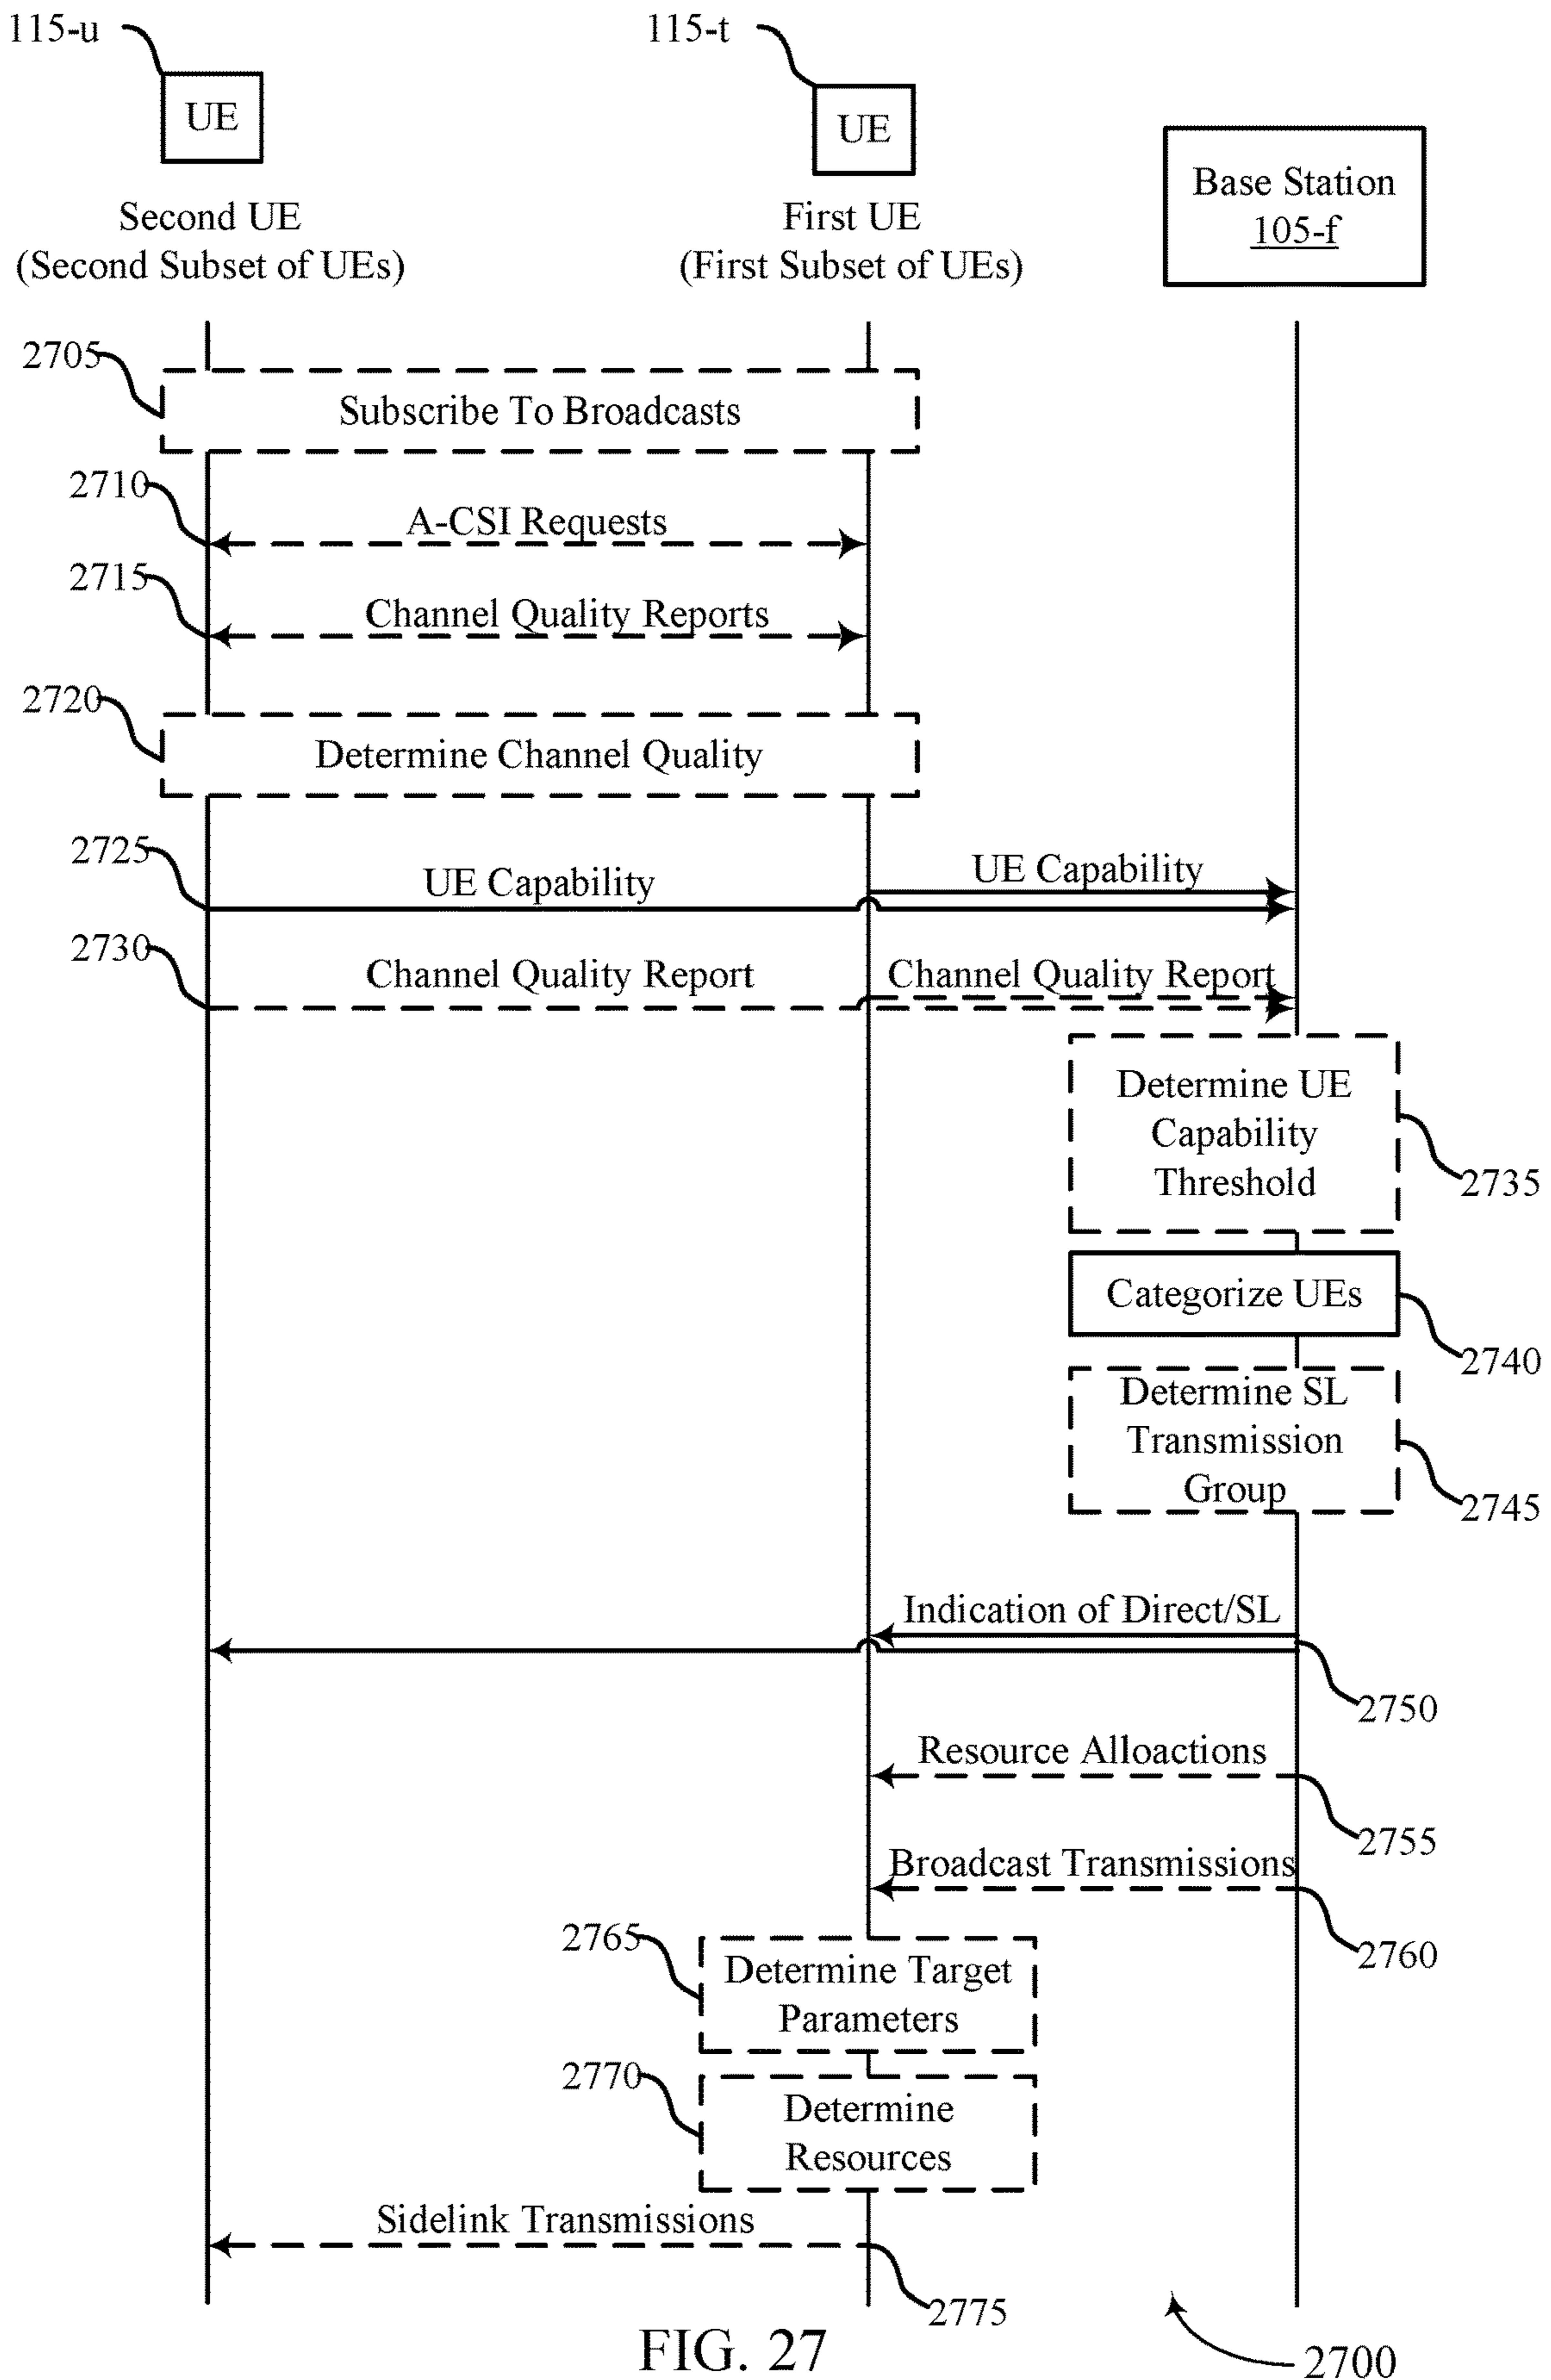 115-u
115-t
UE
UE
Base Station
105-f
Second UE
(Second Subset of UEs)
First UE
(First Subset of UEs)
2705
Subscribe To Broadcasts
2710
A-CSI Requests
2715
Channel Quality Reports
2720
Determine Channel Quality
2725
UE Capability
UE Capability
2730
Channel Quality Report
Channel Quality Report
Determine UE
Capability
Threshold
2735
Categorize UEs
2740
Determine SL
Transmission
Group
2745
Indication of Direct/SL
2750
Resource Alloactions
2755
Broadcast Transmissions
2760
2765
Determine Target
Parameters
2770
Determine
Resources
Sidelink Transmissions
2775
FIG. 27
2700